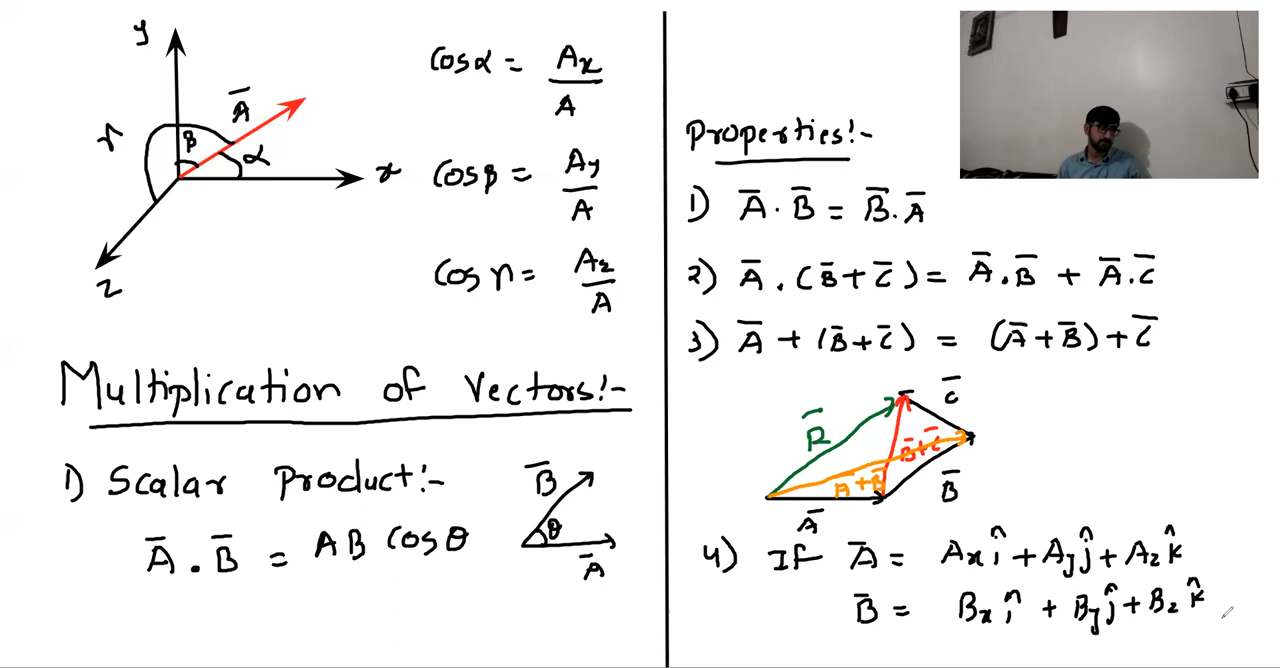 y
A̅
γ
β
α
x
z
cosα = Ax/A
cosβ = Ay/A
cosγ = Az/A
Multiplication of Vectors:-
1) Scalar Product:-
A̅ . B̅ = AB cosθ
B̅
θ
A̅
Properties:-
1) A̅ . B̅ = B̅ . A̅
2) A̅ . (B̅ + C̅) = A̅ . B̅ + A̅ . C̅
3) A̅ + (B̅ + C̅) = (A̅ + B̅) + C̅
C̅
R̅
B̅ + C̅
A̅ + B̅
B̅
A̅
4) If A̅ = Ax î + Ay ĵ + Az k̂
B̅ = Bx î + By ĵ + Bz k̂